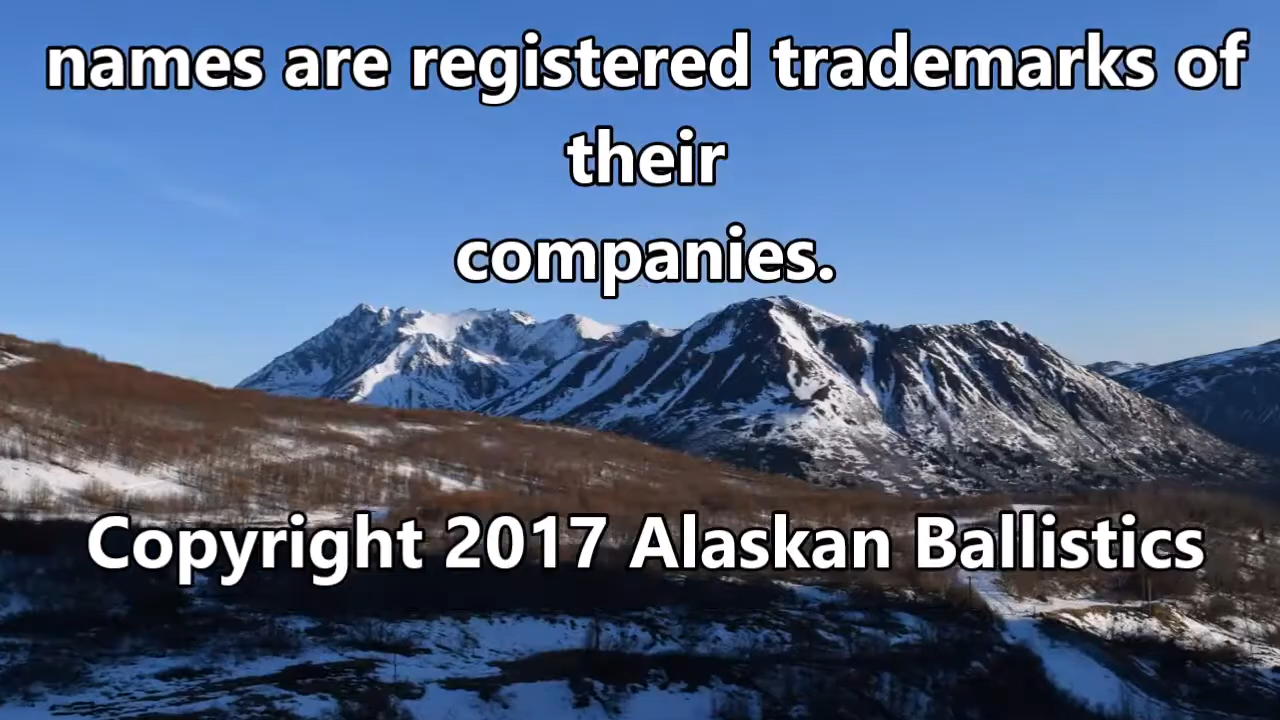 names are registered trademarks of
their
companies.
Copyright 2017 Alaskan Ballistics